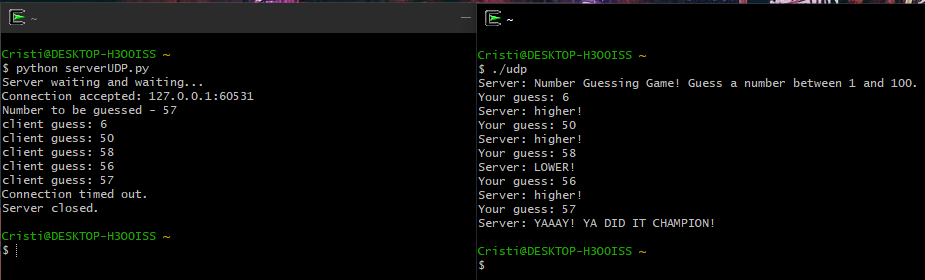 ~
Cristi@DESKTOP-H3OOISS ~
$ python serverUDP.py
Server waiting and waiting...
Connection accepted: 127.0.0.1:60531
Number to be guessed - 57
client guess: 6
client guess: 50
client guess: 58
client guess: 56
client guess: 57
Connection timed out.
Server closed.
Cristi@DESKTOP-H3OOISS ~
$
~
Cristi@DESKTOP-H3OOISS ~
$ ./udp
Server: Number Guessing Game! Guess a number between 1 and 100.
Your guess: 6
Server: higher!
Your guess: 50
Server: higher!
Your guess: 58
Server: LOWER!
Your guess: 56
Server: higher!
Your guess: 57
Server: YAAAY! YA DID IT CHAMPION!
Cristi@DESKTOP-H3OOISS ~
$